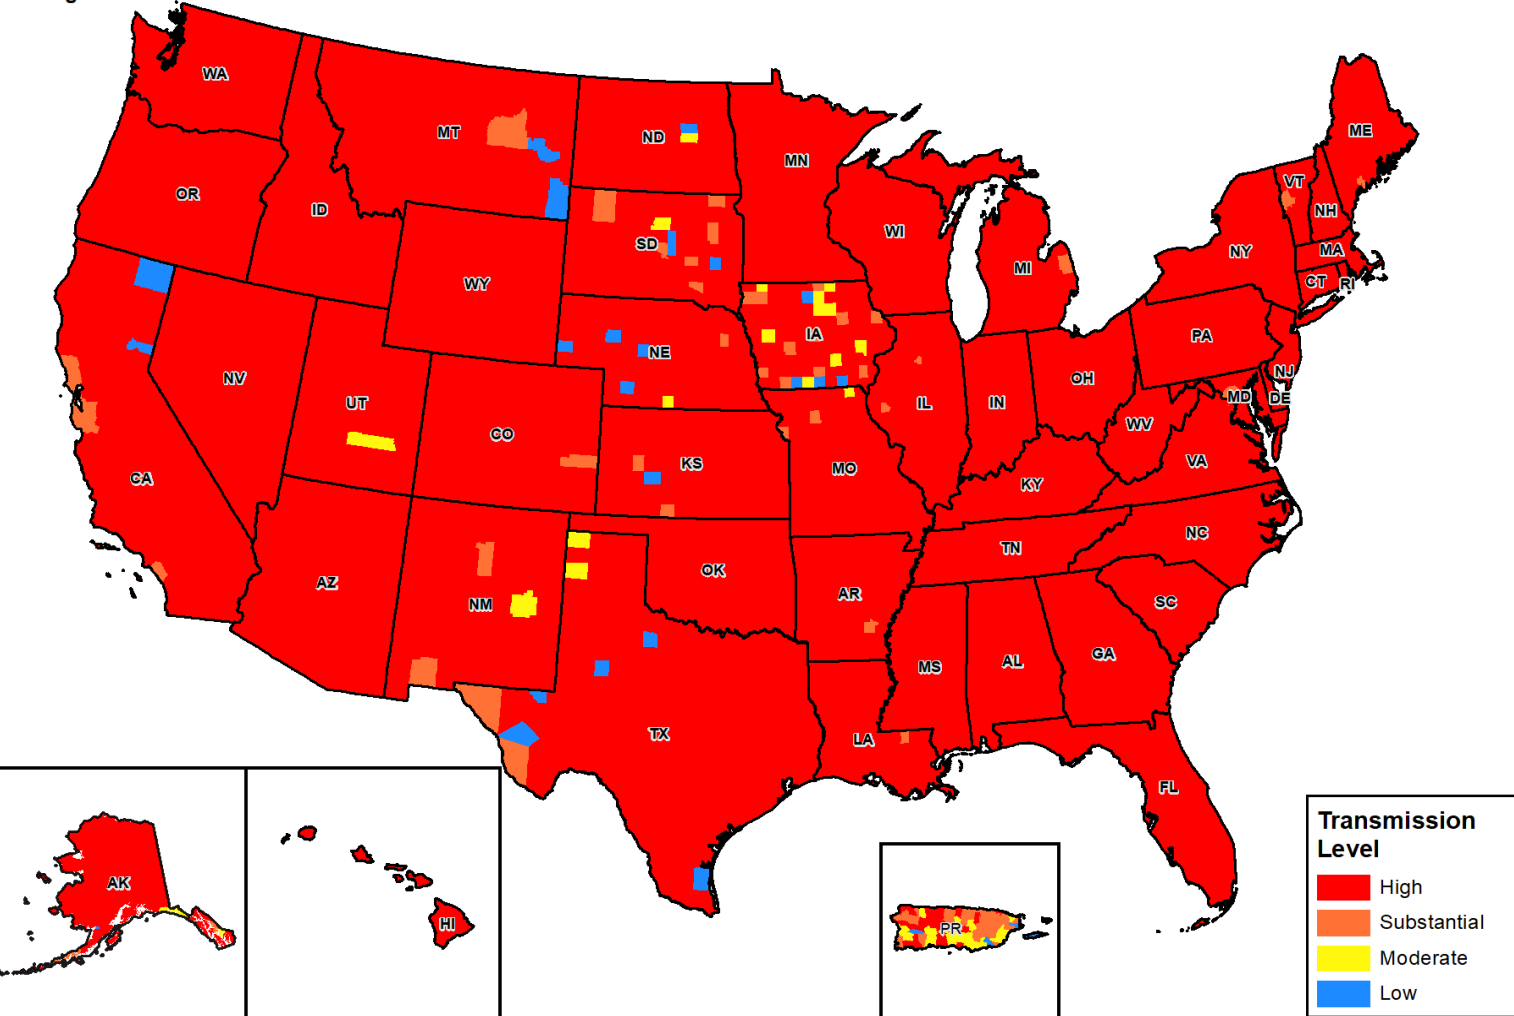 WA
MT
ND
MN
ME
OR
ID
SD
WI
VT
NH
WY
MI
NY
MA
CT
RI
NE
IA
PA
NV
UT
CO
IL
IN
OH
NJ
MD
DE
WV
CA
KS
MO
KY
VA
AZ
NM
OK
TN
NC
AR
SC
MS
AL
GA
TX
LA
FL
AK
HI
PR
Transmission
Level
High
Substantial
Moderate
Low